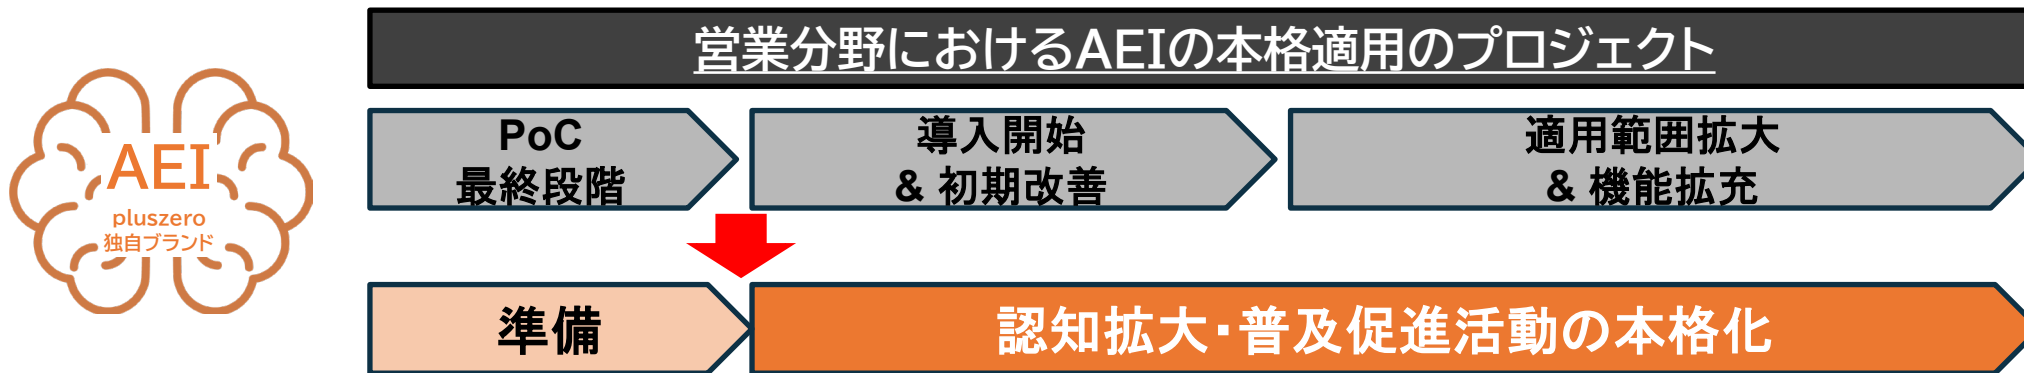 営業分野におけるAEIの本格適用のプロジェクト
AEI
pluszero
独自ブランド
PoC
最終段階
導入開始
& 初期改善
適用範囲拡大
& 機能拡充
準備
認知拡大・普及促進活動の本格化